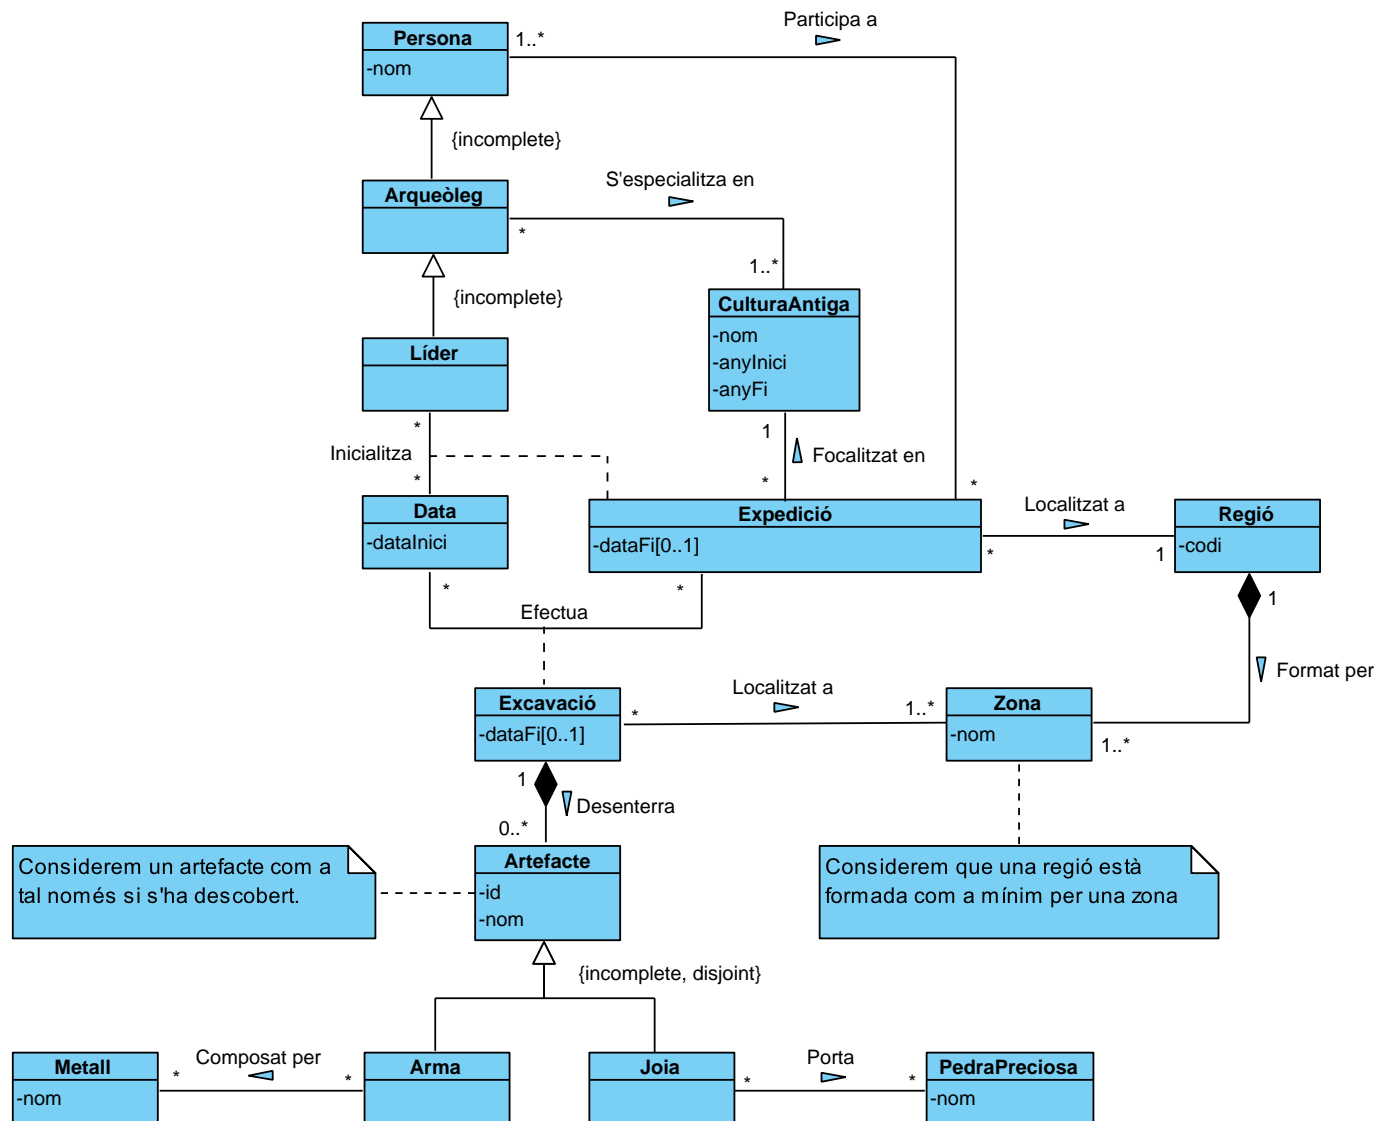 Participa a
Persona
1..*
-nom
{incomplete}
S'especialitza en
Arqueòleg
*
1..*
{incomplete}
CulturaAntiga
-nom
-anyInici
-anyFi
Líder
*
1
Inicialitza
Focalitzat en
*
*
*
Data
-dataInici
Expedició
-dataFi[0..1]
Localitzat a
*
1
Regió
-codi
*
*
1
Efectua
Format per
Localitzat a
Excavació
-dataFi[0..1]
*
1..*
Zona
-nom
1..*
1
Desenterra
0..*
Considerem un artefacte com a
tal només si s'ha descobert.
Artefacte
-id
-nom
Considerem que una regió està
formada com a mínim per una zona
{incomplete, disjoint}
Metall
-nom
Composat per
*
*
Arma
Joia
Porta
*
*
PedraPreciosa
-nom